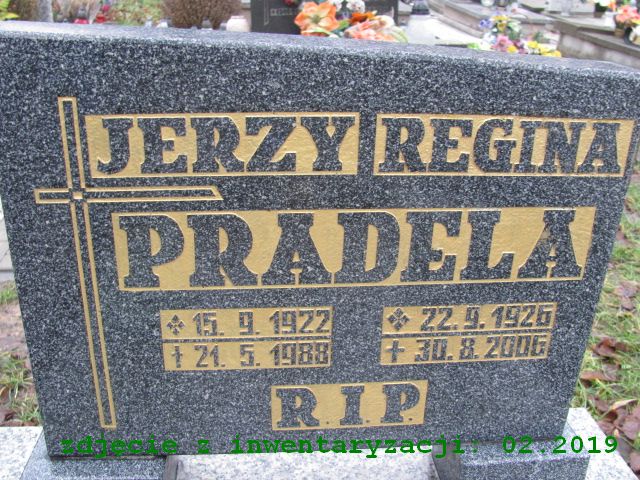 JERZY REGINA
PRADELA
15.9.1922 22.9.1926
† 21.5.1988 † 30.8.2006
R.I.P.
zdjęcie z inwentaryzacji: 02.2019